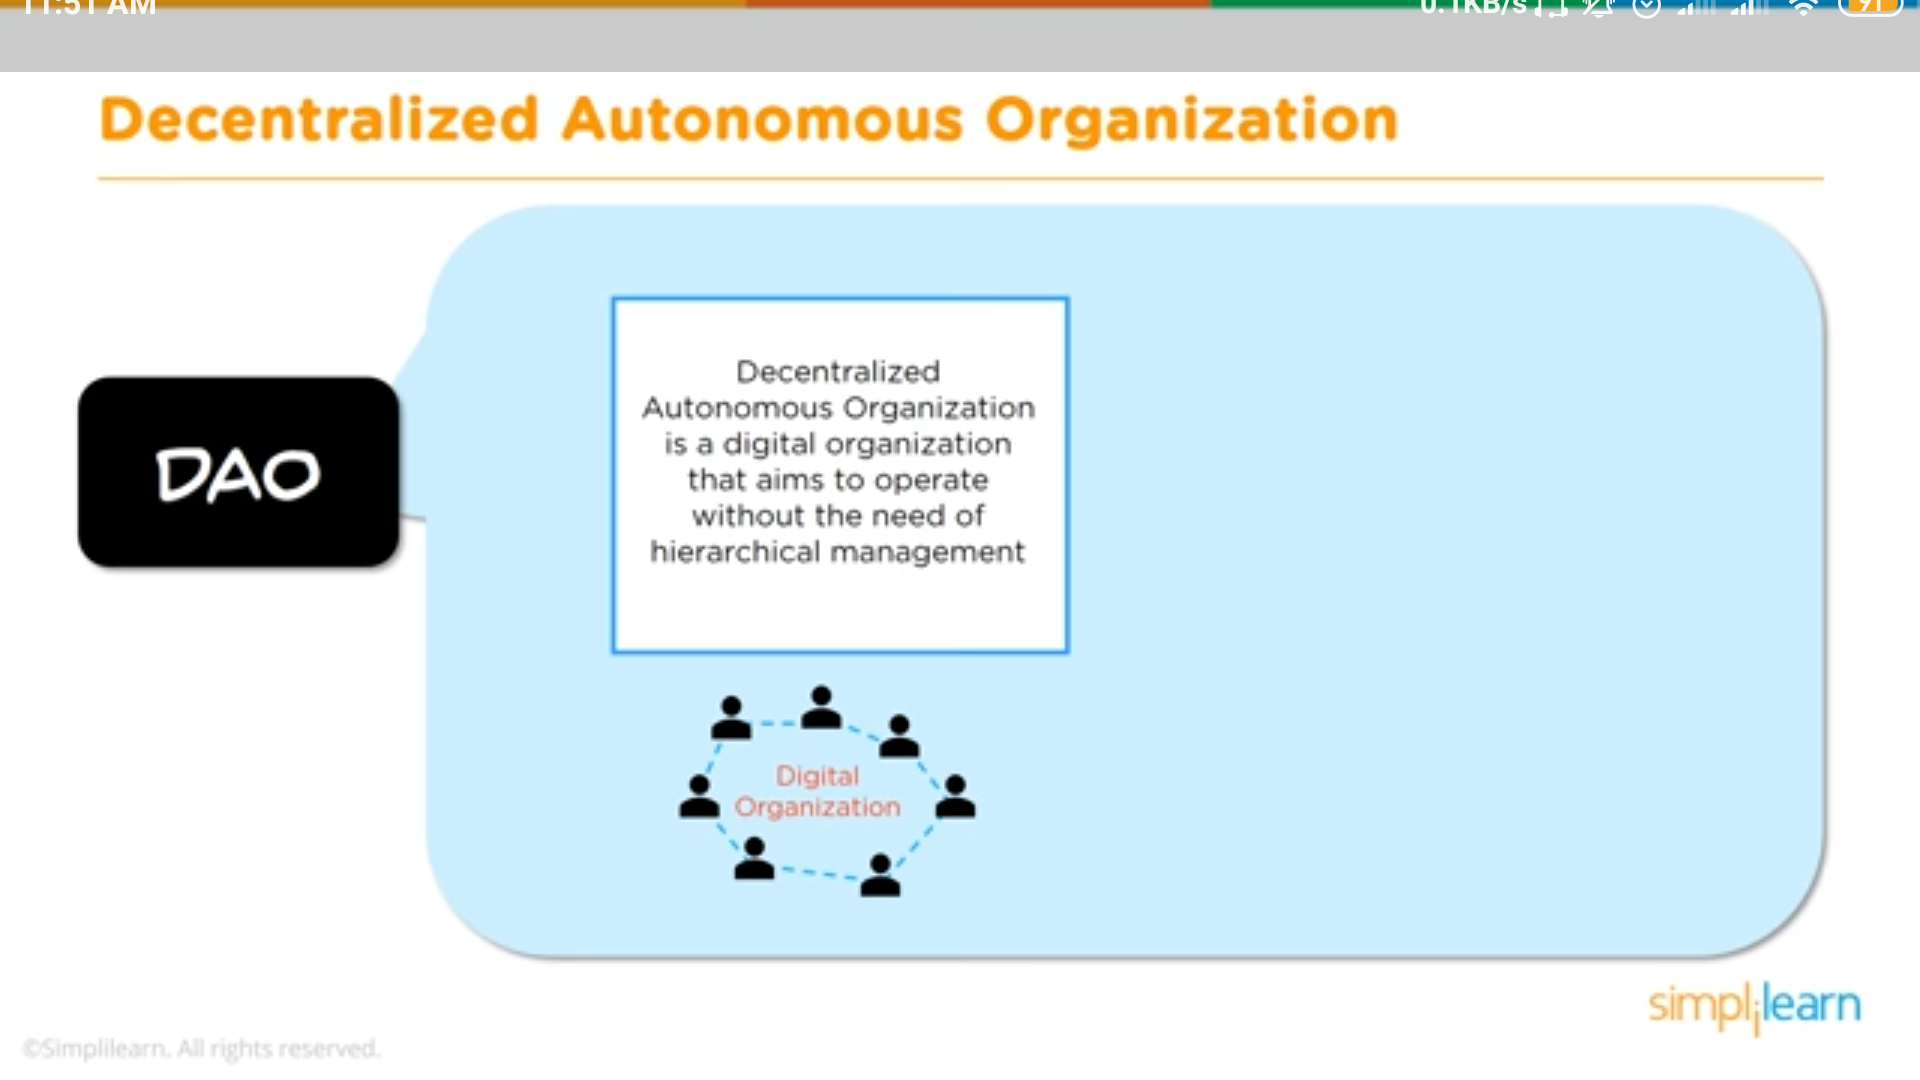 11:51 AM
0.1KB/s
91
Decentralized Autonomous Organization
DAO
Decentralized
Autonomous Organization
is a digital organization
that aims to operate
without the need of
hierarchical management
Digital
Organization
simplilearn
©Simplilearn. All rights reserved.